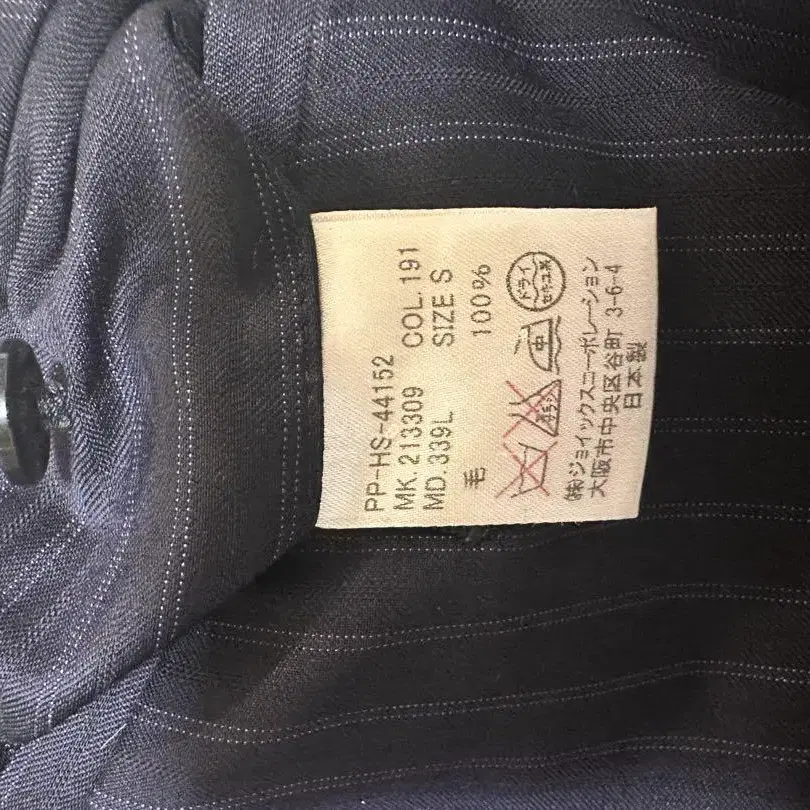 PP-HS-44152
MK.213309 COL.191
MD.339L SIZE S
毛 100%
エリ 中 ドライ セキユ系
(株)ジョイックスコーポレーション
大阪市中央区谷町 3-6-4
日本製